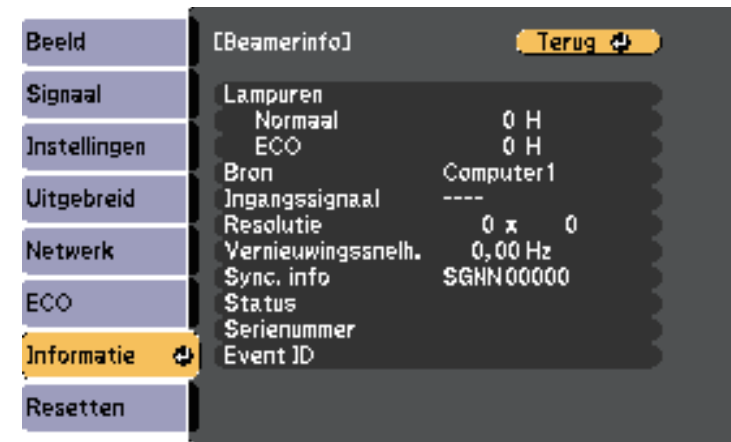 Beeld
Signaal
Instellingen
Uitgebreid
Netwerk
ECO
Informatie
Resetten
[Beamerinfo] Terug
Lampuren
Normaal 0 H
ECO 0 H
Bron Computer1
Ingangssignaal ----
Resolutie 0 x 0
Vernieuwingssnelh. 0,00 Hz
Sync. info SGNN00000
Status
Serienummer
Event ID